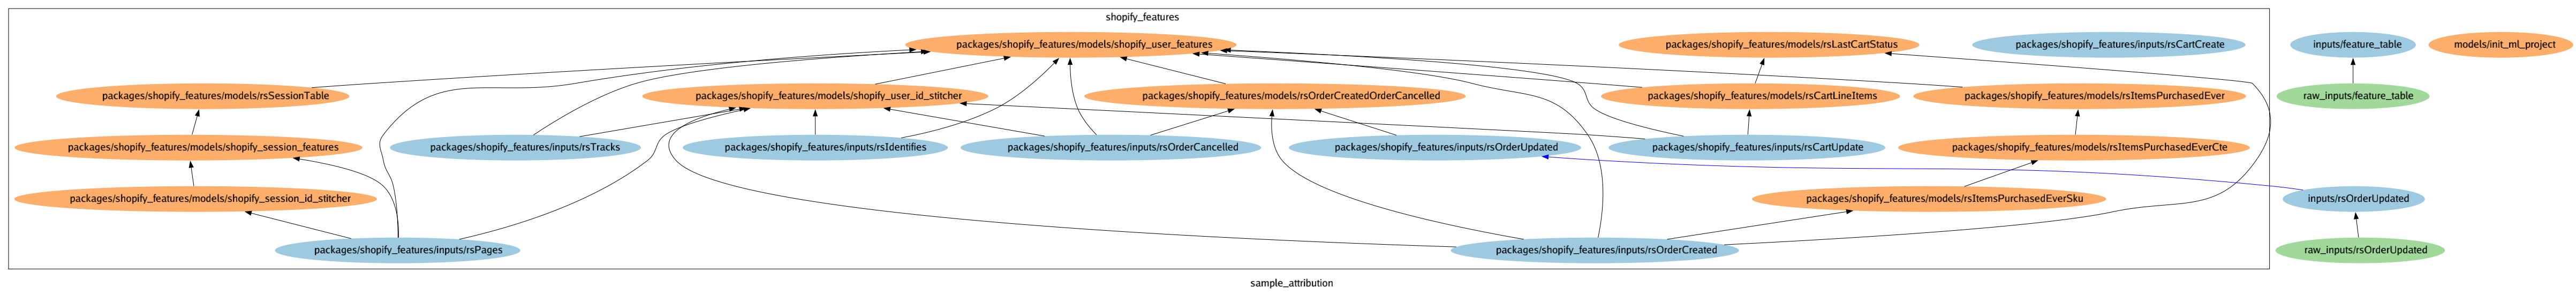 shopify_features
packages/shopify_features/models/shopify_user_features
packages/shopify_features/models/rsLastCartStatus
packages/shopify_features/inputs/rsCartCreate
inputs/feature_table
models/init_ml_project
packages/shopify_features/models/rsSessionTable
packages/shopify_features/models/shopify_user_id_stitcher
packages/shopify_features/models/rsOrderCreatedOrderCancelled
packages/shopify_features/models/rsCartLineItems
packages/shopify_features/models/rsItemsPurchasedEver
raw_inputs/feature_table
packages/shopify_features/models/shopify_session_features
packages/shopify_features/inputs/rsTracks
packages/shopify_features/inputs/rsIdentifies
packages/shopify_features/inputs/rsOrderCancelled
packages/shopify_features/inputs/rsOrderUpdated
packages/shopify_features/inputs/rsCartUpdate
packages/shopify_features/models/rsItemsPurchasedEverCte
packages/shopify_features/models/shopify_session_id_stitcher
packages/shopify_features/models/rsItemsPurchasedEverSku
inputs/rsOrderUpdated
packages/shopify_features/inputs/rsPages
packages/shopify_features/inputs/rsOrderCreated
raw_inputs/rsOrderUpdated
sample_attribution